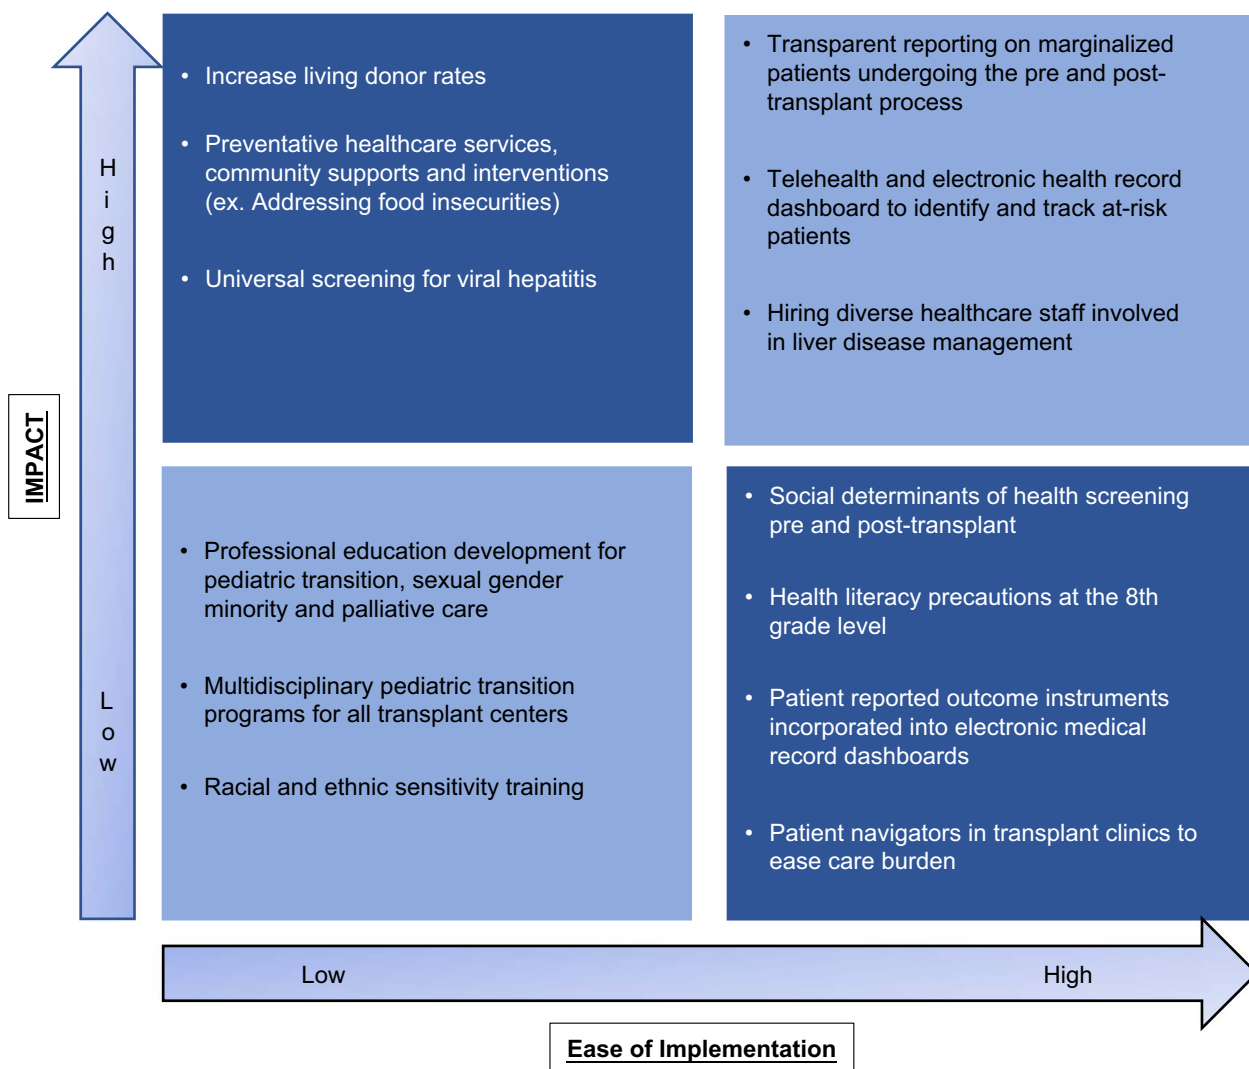 • Increase living donor rates
• Preventative healthcare services,
community supports and interventions
(ex. Addressing food insecurities)
• Universal screening for viral hepatitis
• Transparent reporting on marginalized
patients undergoing the pre and post-
transplant process
• Telehealth and electronic health record
dashboard to identify and track at-risk
patients
• Hiring diverse healthcare staff involved
in liver disease management
High
IMPACT
Low
• Professional education development for
pediatric transition, sexual gender
minority and palliative care
• Multidisciplinary pediatric transition
programs for all transplant centers
• Racial and ethnic sensitivity training
• Social determinants of health screening
pre and post-transplant
• Health literacy precautions at the 8th
grade level
• Patient reported outcome instruments
incorporated into electronic medical
record dashboards
• Patient navigators in transplant clinics to
ease care burden
Low
High
Ease of Implementation